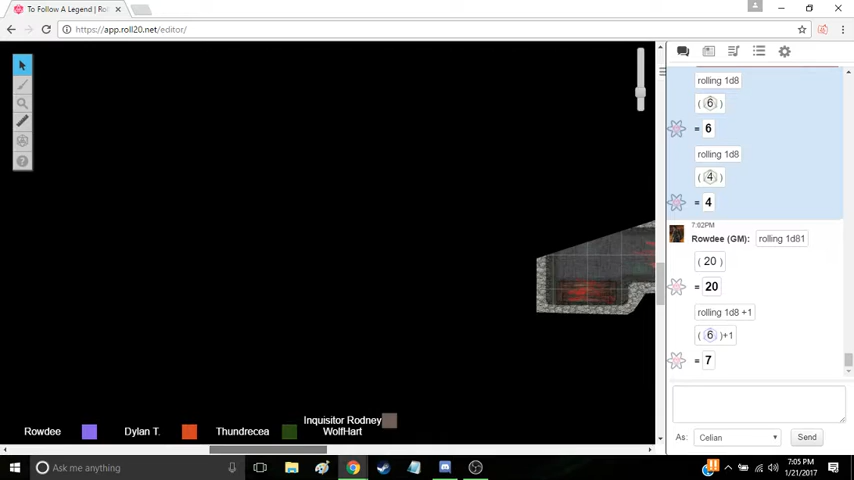 To Follow A Legend | Rol
https://app.roll20.net/editor/
rolling 1d8
( 6 )
= 6
rolling 1d8
( 4 )
= 4
7:02PM
Rowdee (GM): rolling 1d81
( 20 )
= 20
rolling 1d8 +1
( 6 )+1
= 7
Rowdee
Dylan T.
Thundrecea
Inquisitor Rodney
WolfHart
As: Celian
Send
Ask me anything
7:05 PM
1/21/2017